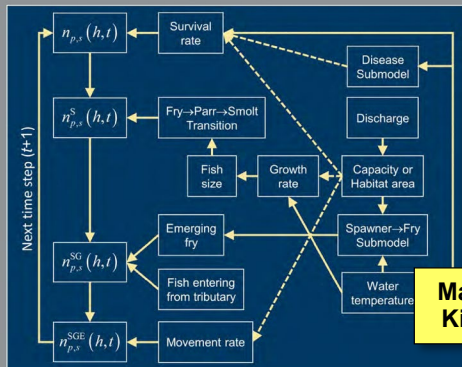 n_{p,s}(h,t)
Survival
rate
Disease
Submodel
n^S_{p,s}(h,t)
Fry→Parr→Smolt
Transition
Discharge
Next time step (t+1)
Fish
size
Growth
rate
Capacity or
Habitat area
n^{SG}_{p,s}(h,t)
Emerging
fry
Spawner→Fry
Submodel
Fish entering
from tributary
Water
temperature
n^{SGE}_{p,s}(h,t)
Movement rate